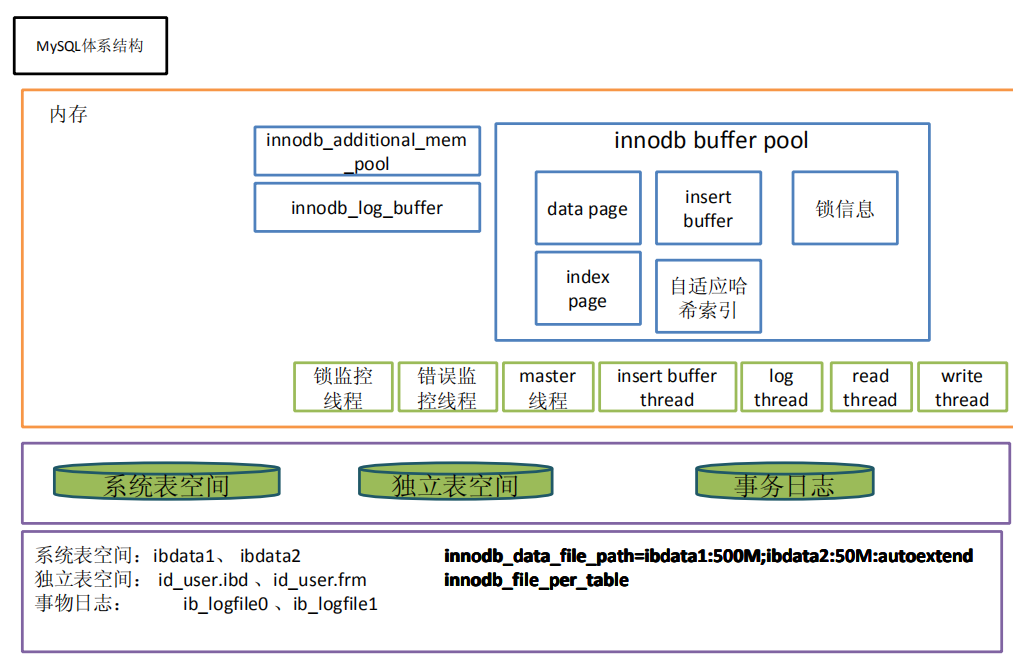 MySQL体系结构
内存
innodb_additional_mem
_pool
innodb_log_buffer
innodb buffer pool
data page
insert
buffer
锁信息
index
page
自适应哈
希索引
锁监控
线程
错误监
控线程
master
线程
insert buffer
thread
log
thread
read
thread
write
thread
系统表空间
独立表空间
事务日志
系统表空间：ibdata1、 ibdata2
innodb_data_file_path=ibdata1:500M;ibdata2:50M:autoextend
独立表空间： id_user.ibd 、id_user.frm
innodb_file_per_table
事物日志： ib_logfile0 、ib_logfile1